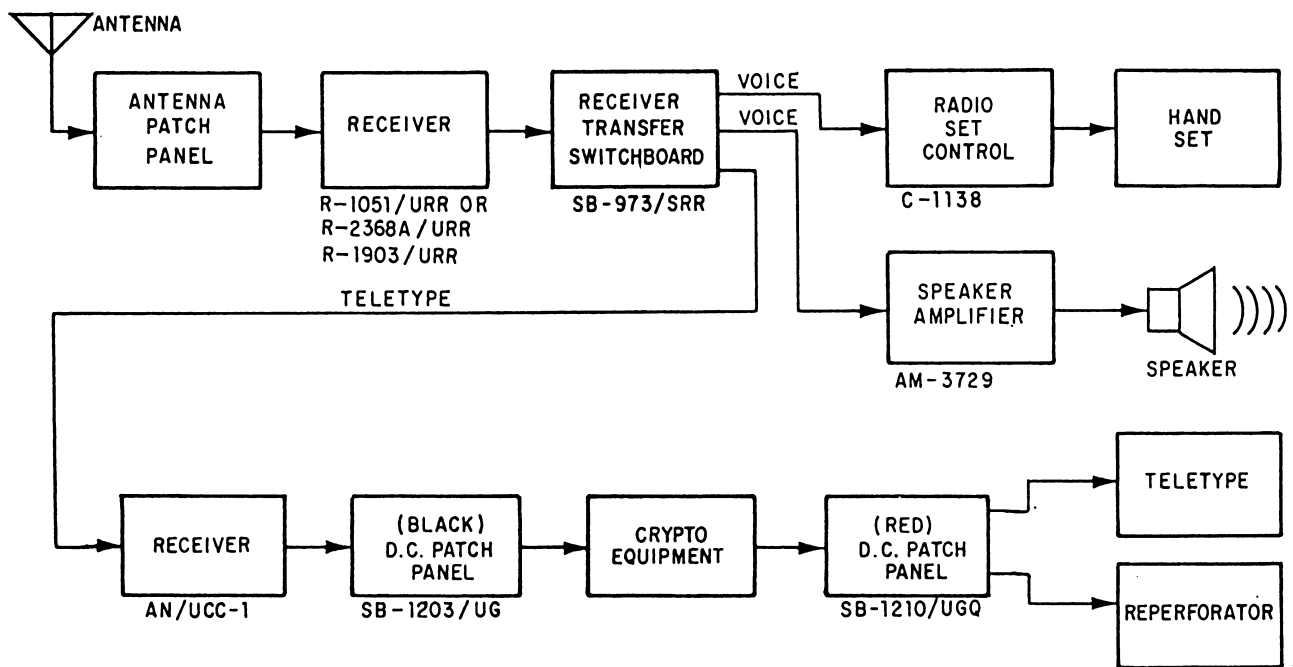 ANTENNA
ANTENNA
PATCH
PANEL
RECEIVER
R-1051/URR OR
R-2368A/URR
R-1903/URR
RECEIVER
TRANSFER
SWITCHBOARD
SB-973/SRR
VOICE
VOICE
RADIO
SET
CONTROL
C-1138
HAND
SET
TELETYPE
SPEAKER
AMPLIFIER
AM-3729
SPEAKER
RECEIVER
AN/UCC-1
(BLACK)
D.C. PATCH
PANEL
SB-1203/UG
CRYPTO
EQUIPMENT
(RED)
D.C. PATCH
PANEL
SB-1210/UGQ
TELETYPE
REPERFORATOR